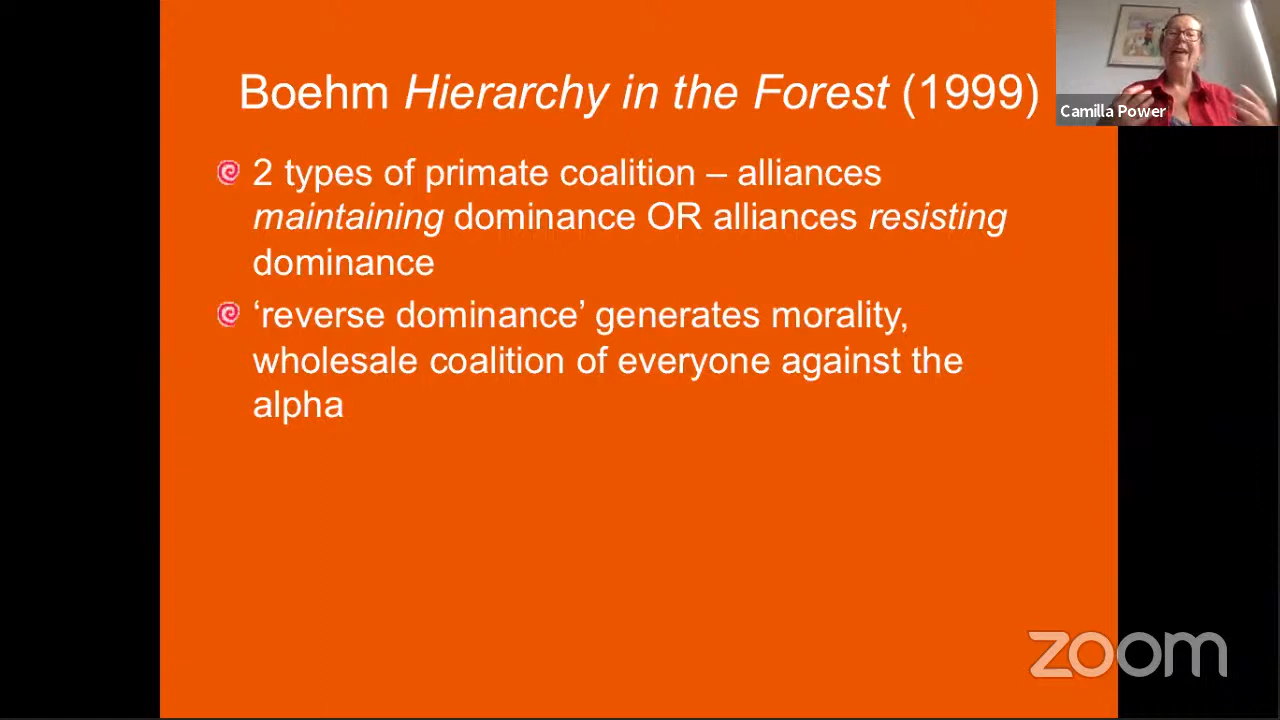 Boehm Hierarchy in the Forest (1999)
Camilla Power
2 types of primate coalition – alliances
maintaining dominance OR alliances resisting
dominance
‘reverse dominance’ generates morality,
wholesale coalition of everyone against the
alpha
zoom